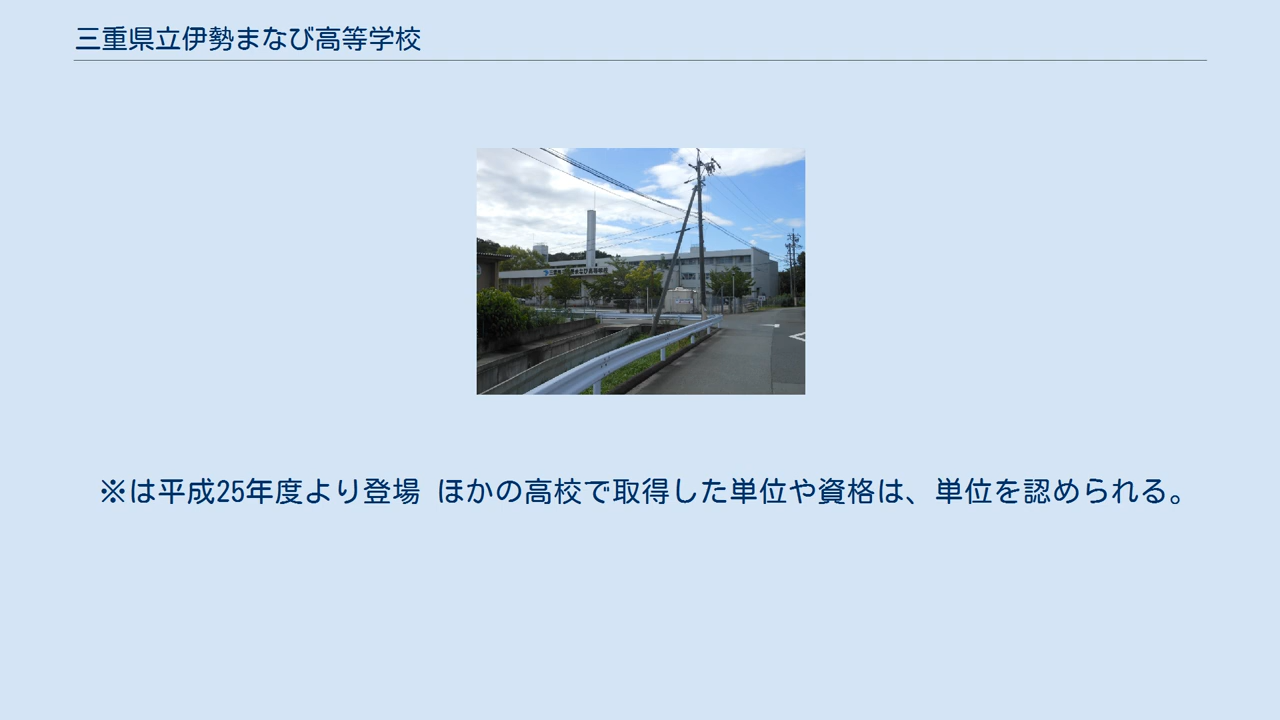 三重県立伊勢まなび高等学校
※は平成25年度より登場 ほかの高校で取得した単位や資格は、単位を認められる。